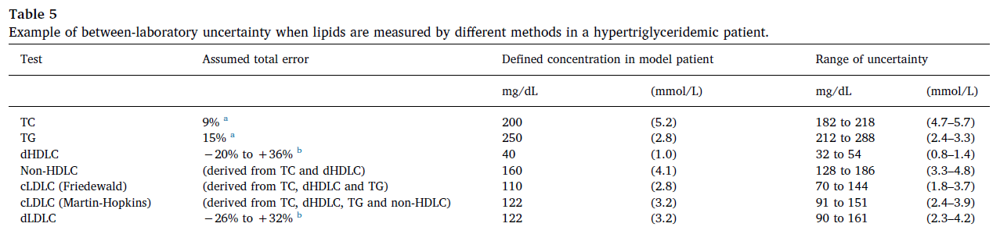 Table 5
Example of between-laboratory uncertainty when lipids are measured by different methods in a hypertriglyceridemic patient.
Test Assumed total error Defined concentration in model patient Range of uncertainty
mg/dL (mmol/L) mg/dL (mmol/L)
TC 9% a 200 (5.2) 182 to 218 (4.7–5.7)
TG 15% a 250 (2.8) 212 to 288 (2.4–3.3)
dHDLC −20% to +36% b 40 (1.0) 32 to 54 (0.8–1.4)
Non-HDLC (derived from TC and dHDLC) 160 (4.1) 128 to 186 (3.3–4.8)
cLDLC (Friedewald) (derived from TC, dHDLC and TG) 110 (2.8) 70 to 144 (1.8–3.7)
cLDLC (Martin-Hopkins) (derived from TC, dHDLC, TG and non-HDLC) 122 (3.2) 91 to 151 (2.4–3.9)
dLDLC −26% to +32% b 122 (3.2) 90 to 161 (2.3–4.2)